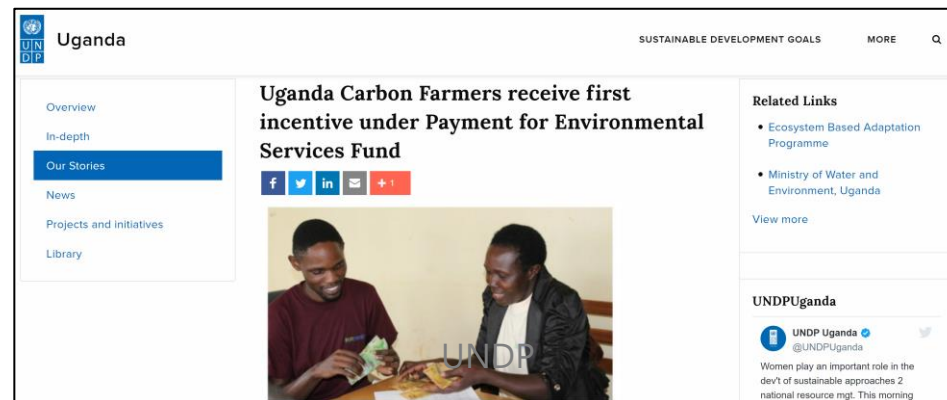 UN
DP
Uganda
SUSTAINABLE DEVELOPMENT GOALS
MORE
Overview
In-depth
Our Stories
News
Projects and initiatives
Library
Uganda Carbon Farmers receive first
incentive under Payment for Environmental
Services Fund
+1
UNDP
Related Links
Ecosystem Based Adaptation
Programme
Ministry of Water and
Environment, Uganda
View more
UNDPUganda
UNDP Uganda
@UNDPUganda
Women play an important role in the
dev't of sustainable approaches 2
national resource mgt. This morning